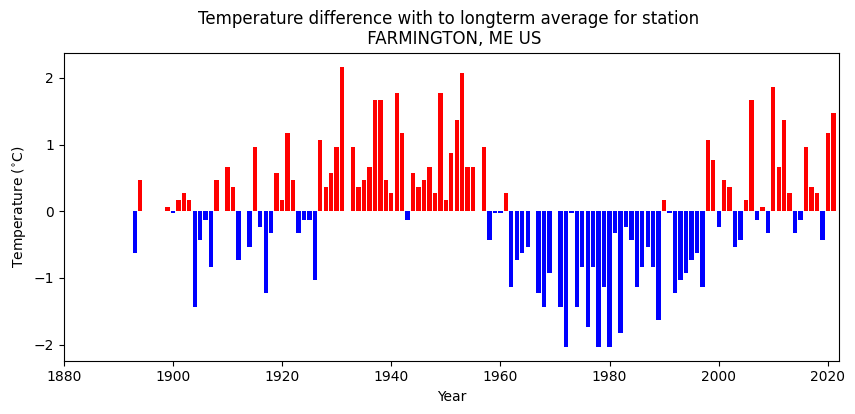 Temperature difference with to longterm average for station
FARMINGTON, ME US
Temperature (°C)
2
1
0
−1
−2
1880 1900 1920 1940 1960 1980 2000 2020
Year